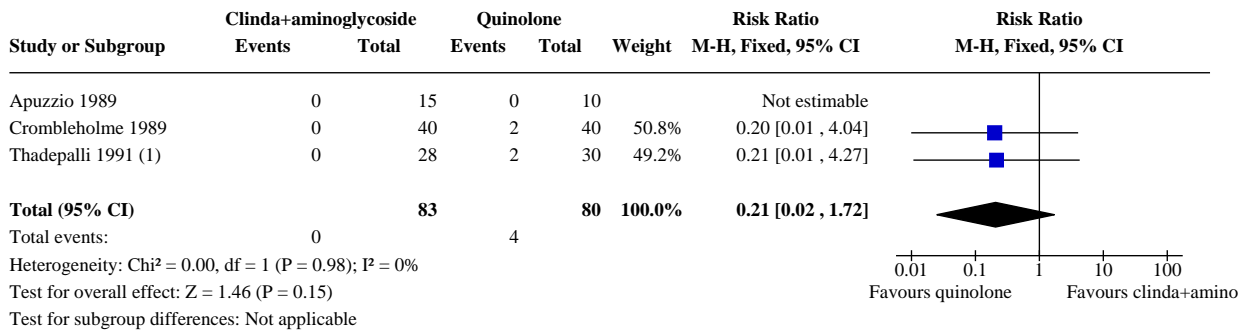 Clinda+aminoglycoside Quinolone Risk Ratio Risk Ratio
Study or Subgroup Events Total Events Total Weight M-H, Fixed, 95% CI M-H, Fixed, 95% CI
Apuzzio 1989 0 15 0 10 Not estimable
Crombleholme 1989 0 40 2 40 50.8% 0.20 [0.01 , 4.04]
Thadepalli 1991 (1) 0 28 2 30 49.2% 0.21 [0.01 , 4.27]
Total (95% CI) 83 80 100.0% 0.21 [0.02 , 1.72]
Total events: 0 4
Heterogeneity: Chi² = 0.00, df = 1 (P = 0.98); I² = 0%
0.01 0.1 1 10 100
Test for overall effect: Z = 1.46 (P = 0.15)
Favours quinolone Favours clinda+amino
Test for subgroup differences: Not applicable